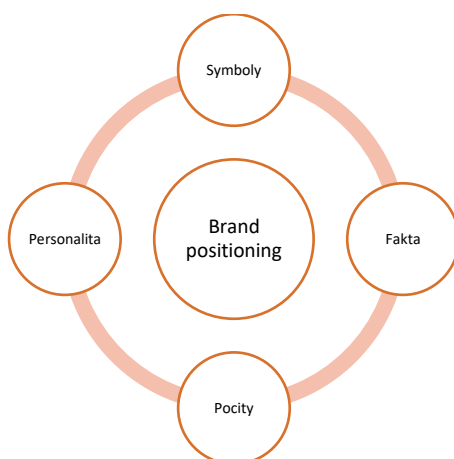 Symboly
Personalita
Brand
positioning
Fakta
Pocity